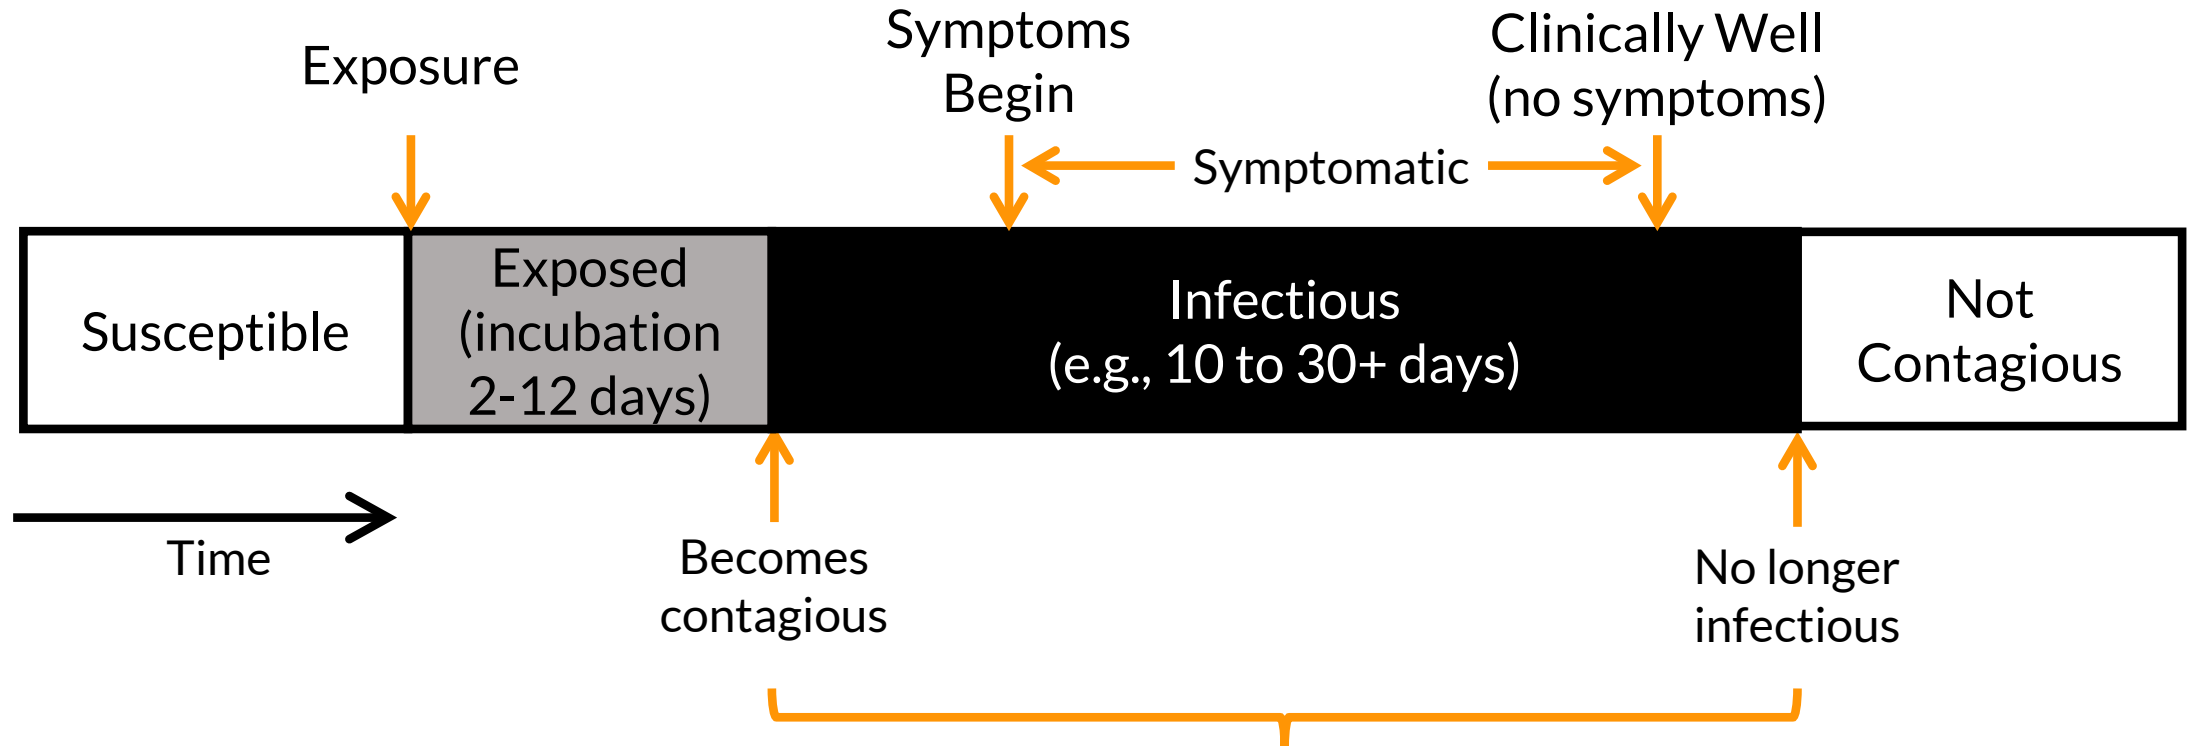 Exposure
Symptoms
Begin
Clinically Well
(no symptoms)
Symptomatic
Susceptible
Exposed
(incubation
2-12 days)
Infectious
(e.g., 10 to 30+ days)
Not
Contagious
Time
Becomes
contagious
No longer
infectious